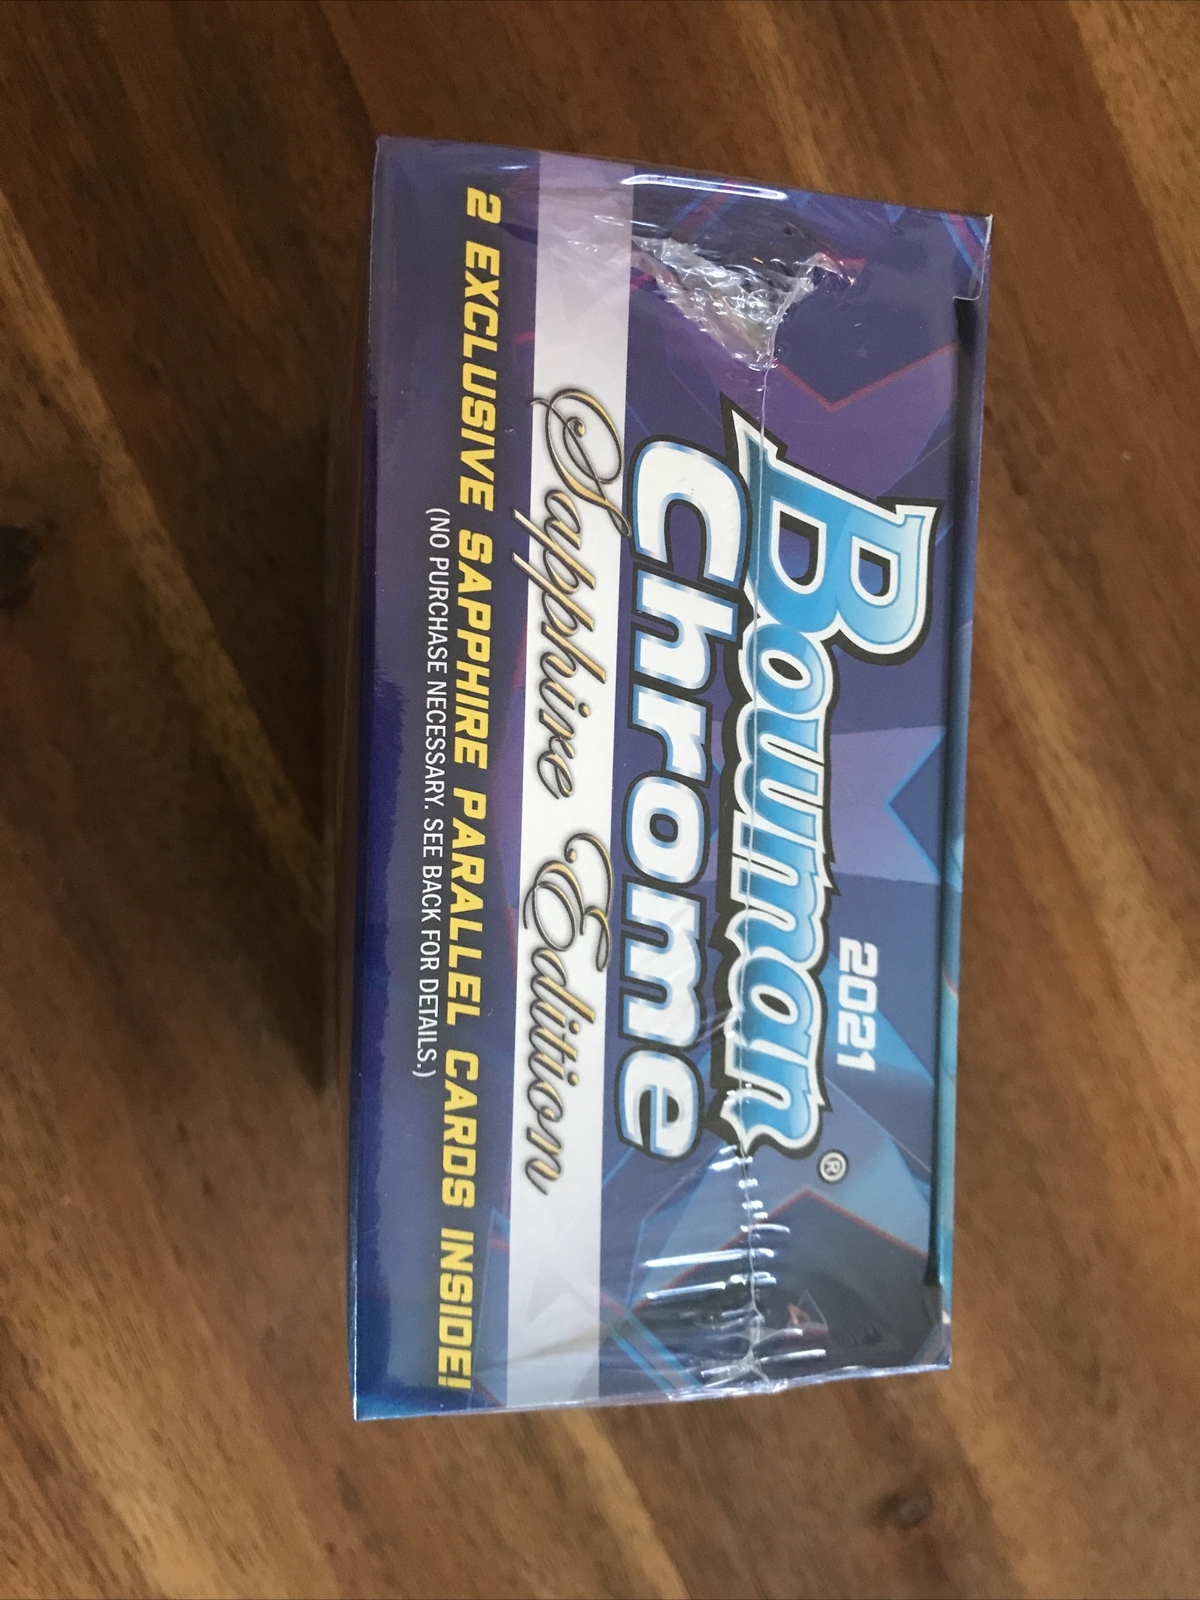 2021
Bowman®
Chrome
Sapphire Edition
2 EXCLUSIVE SAPPHIRE PARALLEL CARDS INSIDE!
(NO PURCHASE NECESSARY. SEE BACK FOR DETAILS.)